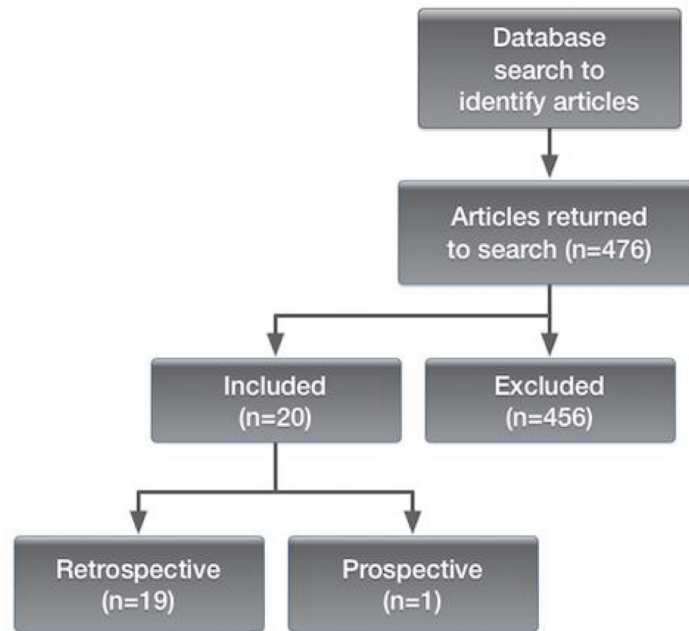 Database
search to
identify articles
Articles returned
to search (n=476)
Included
(n=20)
Excluded
(n=456)
Retrospective
(n=19)
Prospective
(n=1)